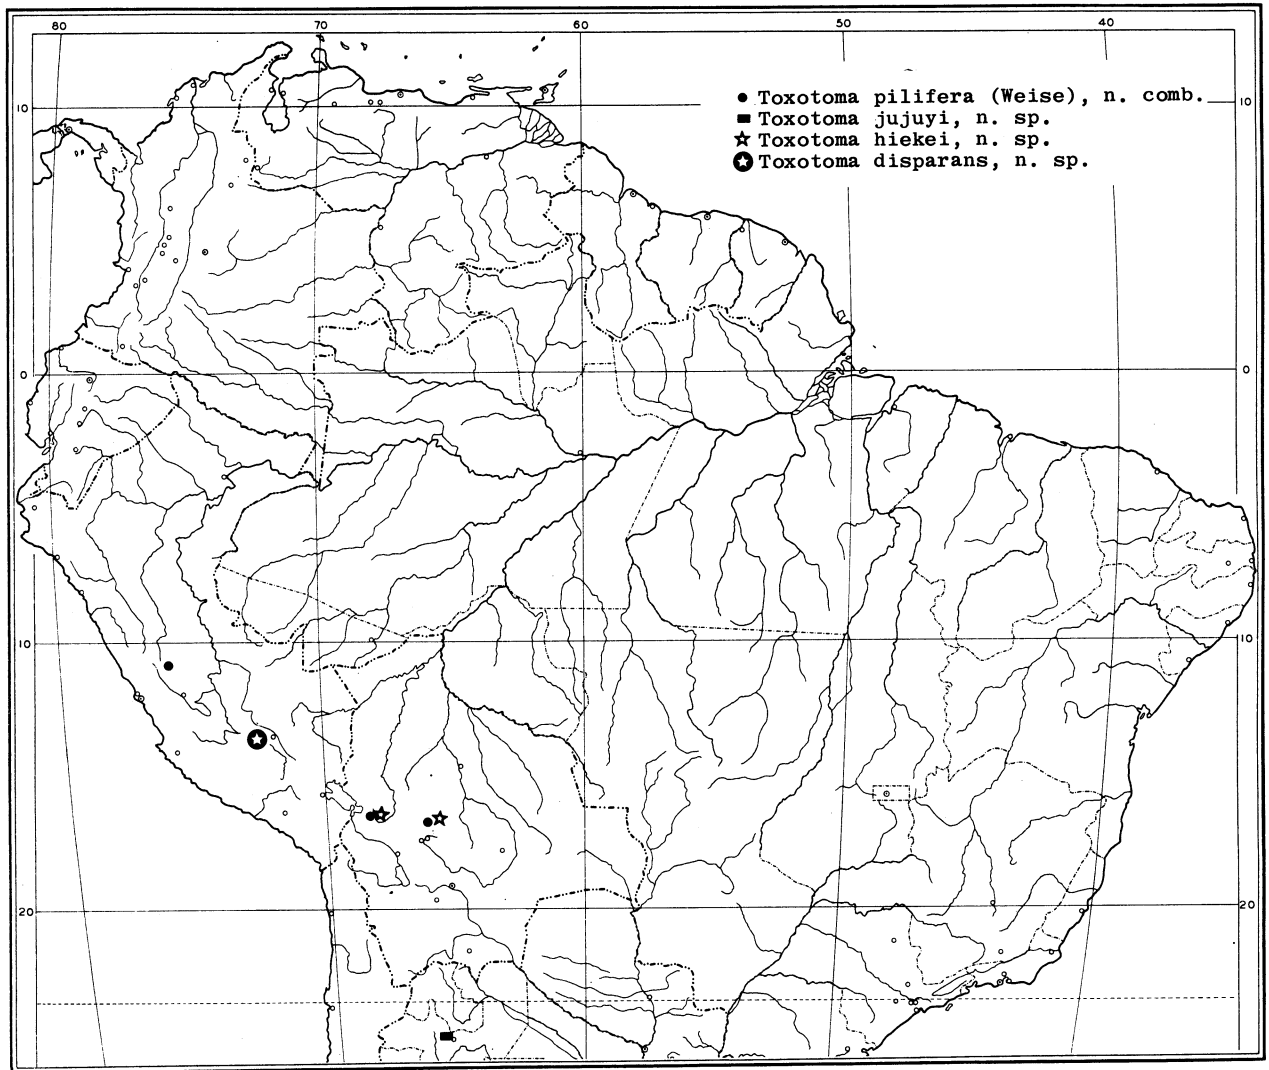 80 70 60 50 40
10 10
● Toxotoma pilifera (Weise), n. comb.
■ Toxotoma jujuyi, n. sp.
☆ Toxotoma hiekei, n. sp.
✪ Toxotoma disparans, n. sp.
0 0
10 10
20 20